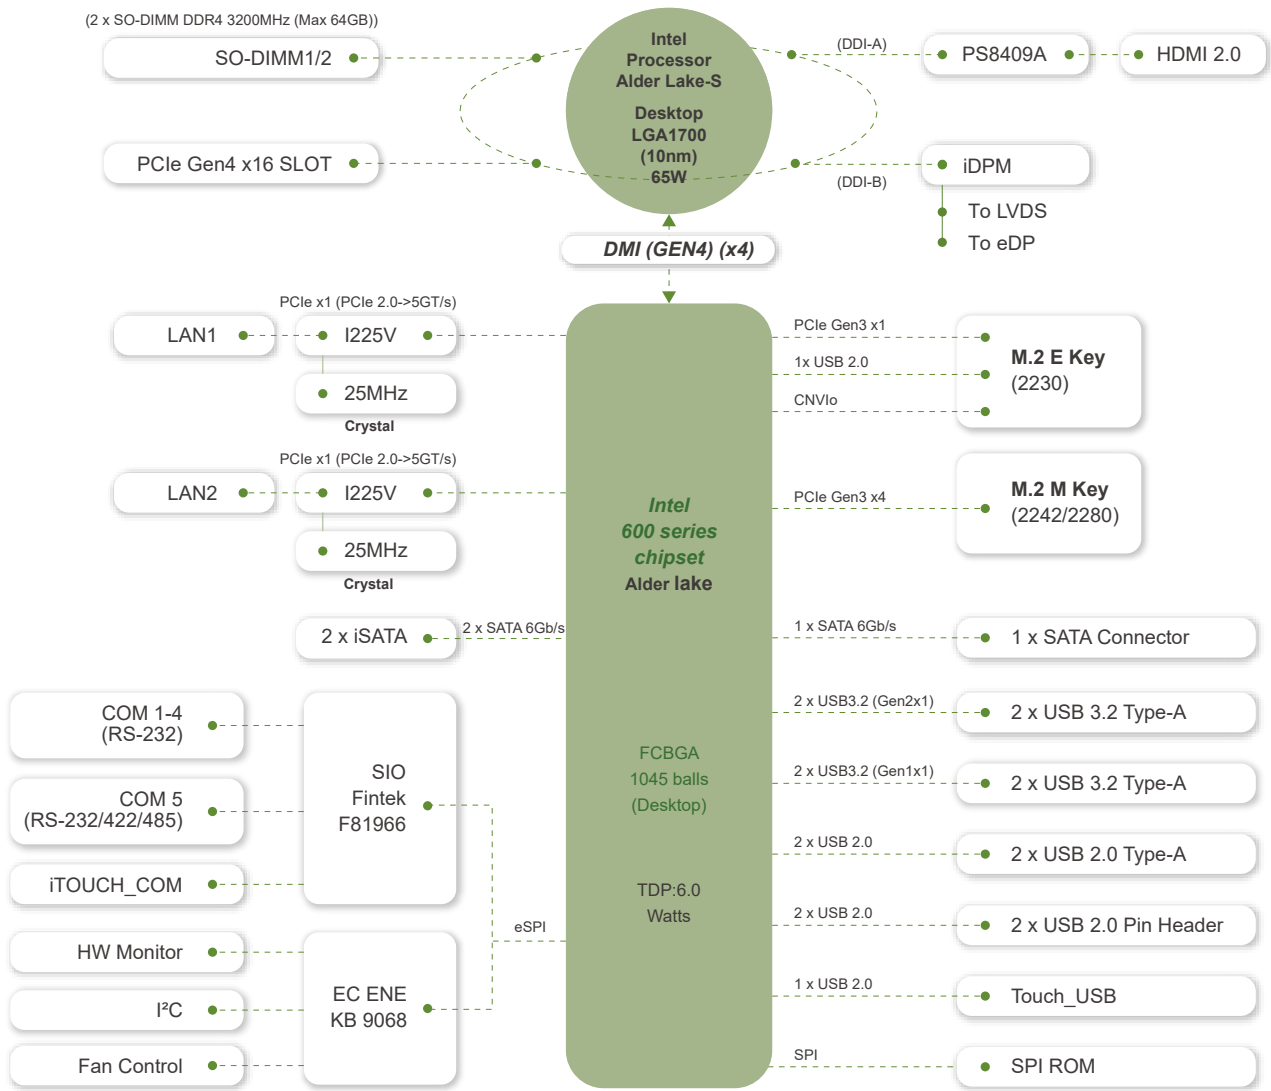 (2 x SO-DIMM DDR4 3200MHz (Max 64GB))
SO-DIMM1/2
PCIe Gen4 x16 SLOT
Intel
Processor
Alder Lake-S
Desktop
LGA1700
(10nm)
65W
(DDI-A)
PS8409A
HDMI 2.0
(DDI-B)
iDPM
To LVDS
To eDP
DMI (GEN4) (x4)
PCIe x1 (PCIe 2.0->5GT/s)
LAN1
I225V
25MHz
Crystal
PCIe x1 (PCIe 2.0->5GT/s)
LAN2
I225V
25MHz
Crystal
2 x iSATA
2 x SATA 6Gb/s
COM 1-4
(RS-232)
COM 5
(RS-232/422/485)
iTOUCH_COM
SIO
Fintek
F81966
HW Monitor
I²C
Fan Control
EC ENE
KB 9068
eSPI
Intel
600 series
chipset
Alder lake
FCBGA
1045 balls
(Desktop)
TDP:6.0
Watts
PCIe Gen3 x1
1x USB 2.0
CNVIo
M.2 E Key
(2230)
PCIe Gen3 x4
M.2 M Key
(2242/2280)
1 x SATA 6Gb/s
1 x SATA Connector
2 x USB3.2 (Gen2x1)
2 x USB 3.2 Type-A
2 x USB3.2 (Gen1x1)
2 x USB 3.2 Type-A
2 x USB 2.0
2 x USB 2.0 Type-A
2 x USB 2.0
2 x USB 2.0 Pin Header
1 x USB 2.0
Touch_USB
SPI
SPI ROM